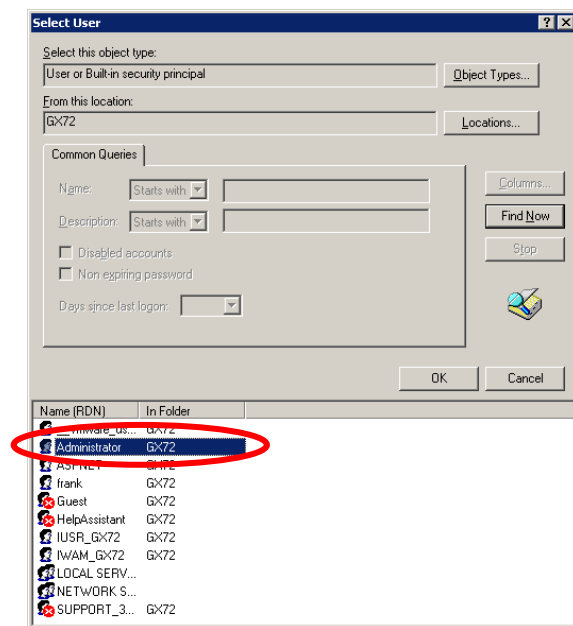 Select User
Select this object type:
User or Built-in security principal
Object Types...
From this location:
GX72
Locations...
Common Queries
Name: Starts with
Columns...
Description: Starts with
Find Now
Disabled accounts
Stop
Non expiring password
Days since last logon:
OK Cancel
Name (RDN) In Folder
__vmware_us... GX72
Administrator GX72
ASPNET GX72
frank GX72
Guest GX72
HelpAssistant GX72
IUSR_GX72 GX72
IWAM_GX72 GX72
LOCAL SERV...
NETWORK S...
SUPPORT_3... GX72